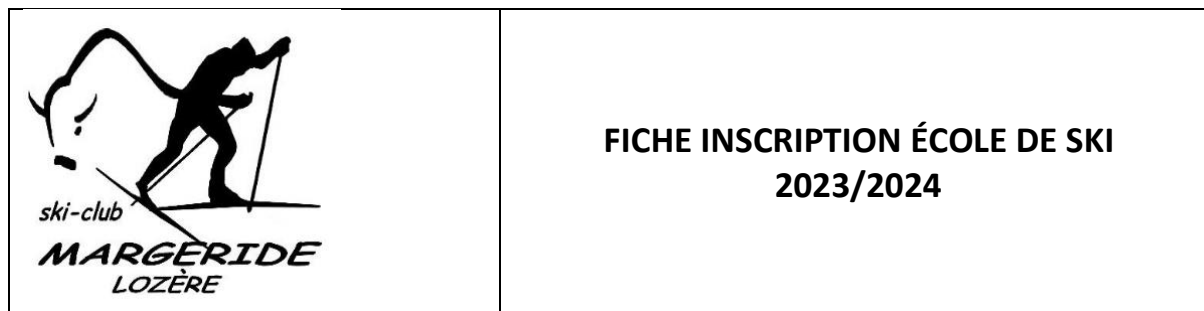 ski-club
MARGERIDE
LOZÈRE
FICHE INSCRIPTION ÉCOLE DE SKI
2023/2024